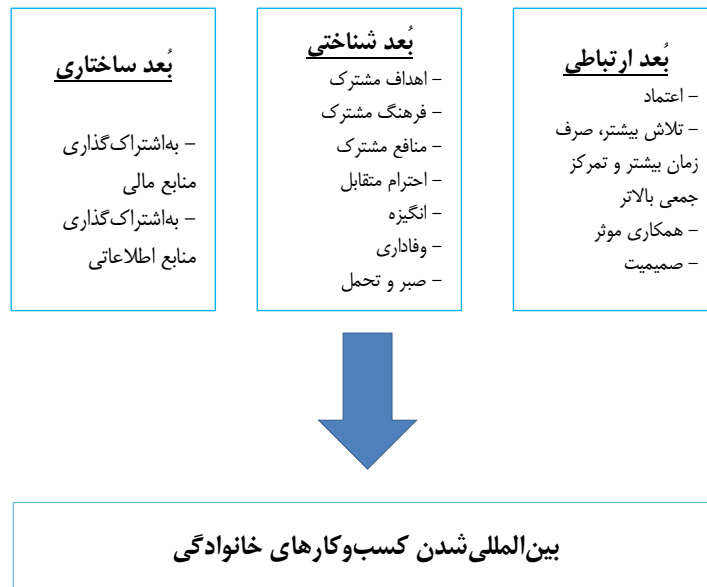 بُعد ارتباطی
- اعتماد
- تلاش بیشتر، صرف
زمان بیشتر و تمرکز
جمعی بالاتر
- همکاری موثر
- صمیمیت
بُعد شناختی
- اهداف مشترک
- فرهنگ مشترک
- منافع مشترک
- احترام متقابل
- انگیزه
- وفاداری
- صبر و تحمل
بُعد ساختاری
- به‌اشتراک‌گذاری
منابع مالی
- به‌اشتراک‌گذاری
منابع اطلاعاتی
بین‌المللی‌شدن کسب‌وکارهای خانوادگی